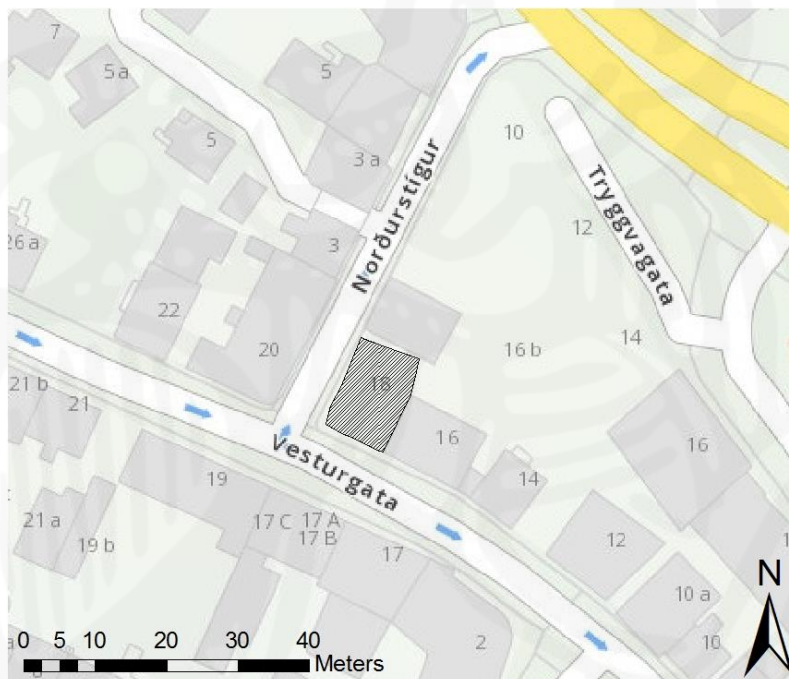 7
5 a
5
5
3 a
10
Norðurstígur
Tryggvagata
12
26 a
3
22
20
18
16 b
14
21 b
21
16
16
14
Vesturgata
19
17 C
17 A
17 B
17
21 a
19 b
12
10 a
10
2
N
0 5 10 20 30 40
Meters